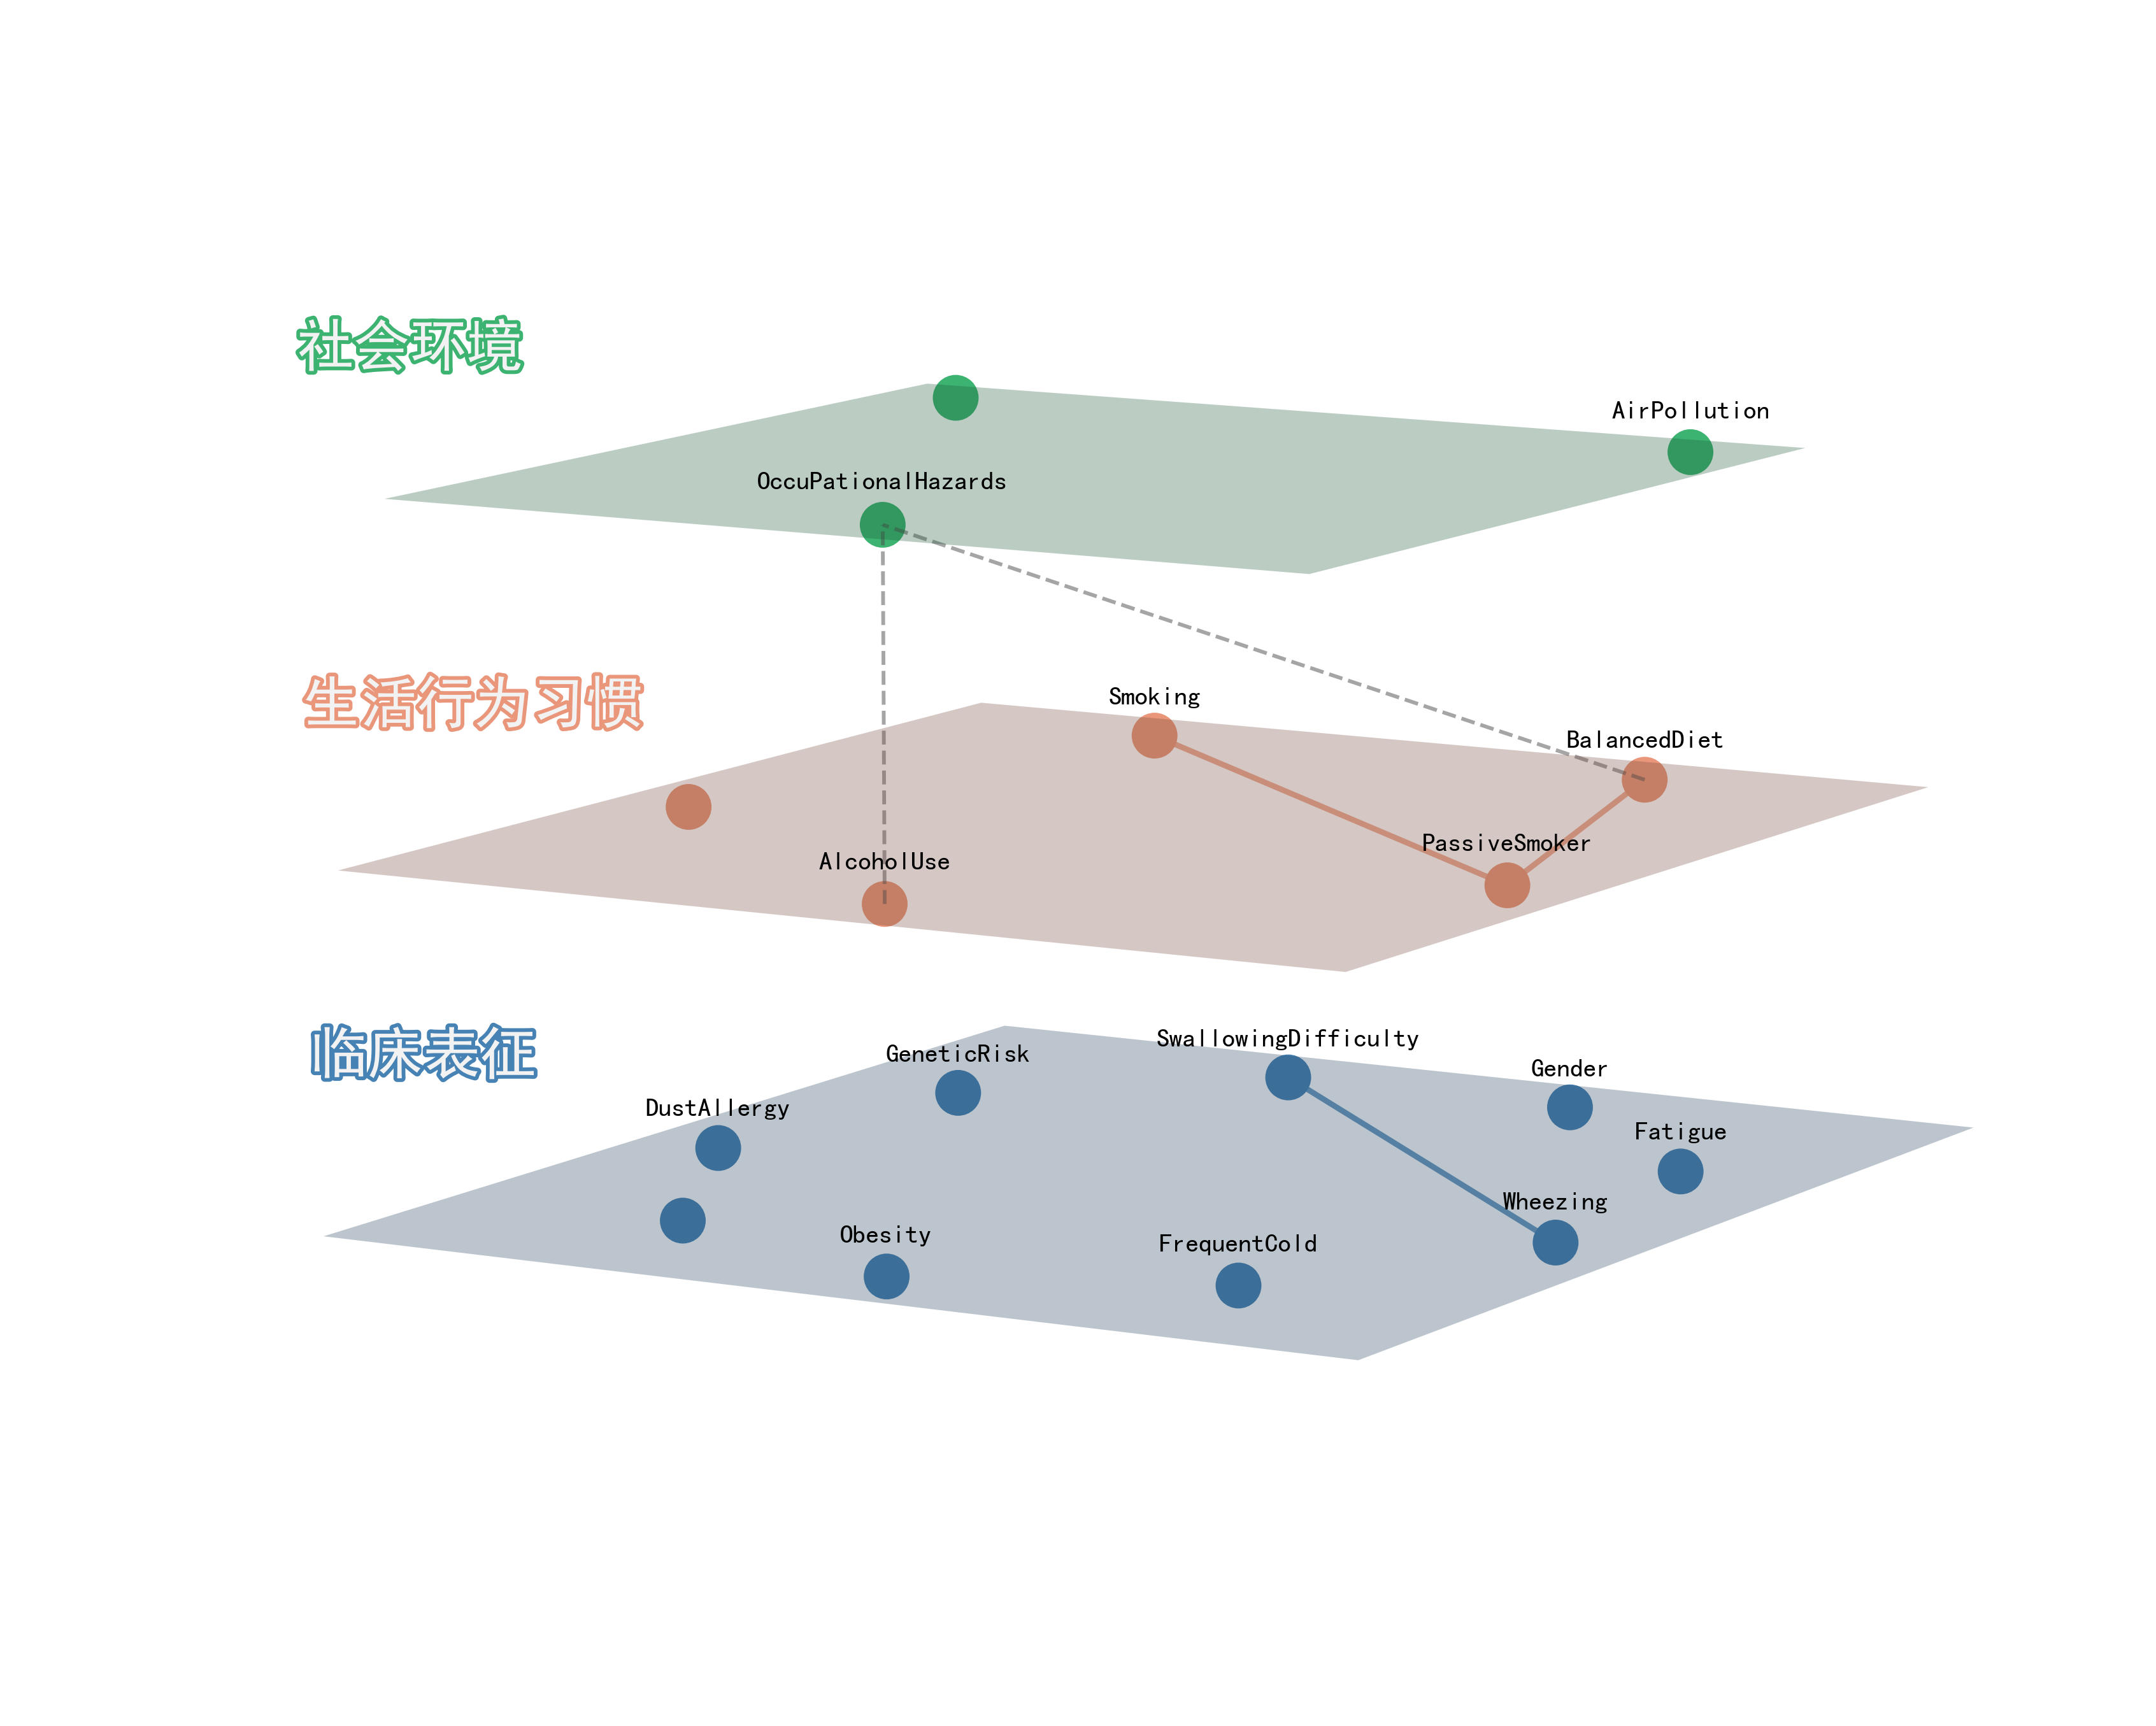 社会环境
AirPollution
OccuPationalHazards
生活行为习惯
Smoking
BalancedDiet
PassiveSmoker
AlcoholUse
临床表征
SwallowingDifficulty
GeneticRisk
Gender
DustAllergy
Fatigue
Wheezing
Obesity
FrequentCold